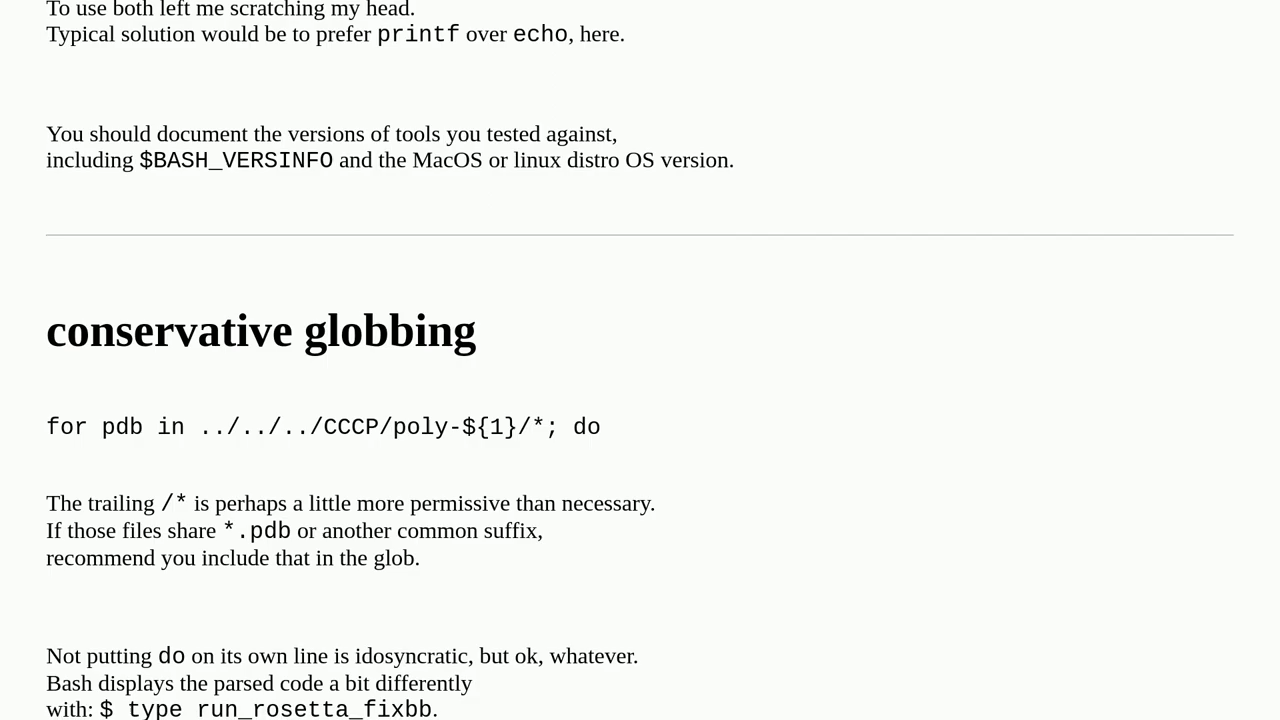 To use both left me scratching my head.
Typical solution would be to prefer printf over echo, here.
You should document the versions of tools you tested against,
including $BASH_VERSINFO and the MacOS or linux distro OS version.
conservative globbing
for pdb in ../../../CCCP/poly-${1}/*; do
The trailing /* is perhaps a little more permissive than necessary.
If those files share *.pdb or another common suffix,
recommend you include that in the glob.
Not putting do on its own line is idosyncratic, but ok, whatever.
Bash displays the parsed code a bit differently
with: $ type run_rosetta_fixbb.